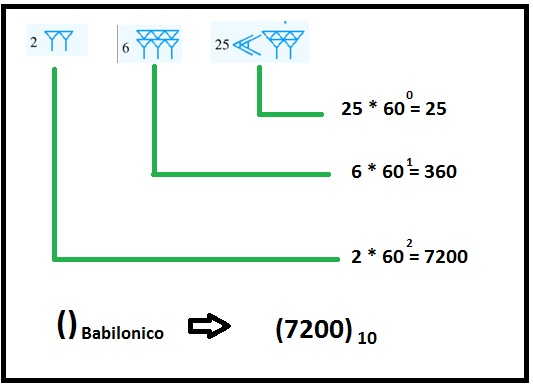 2 6 25
25 * 60⁰ = 25
6 * 60¹ = 360
2 * 60² = 7200
() Babilonico ⇨ (7200) 10